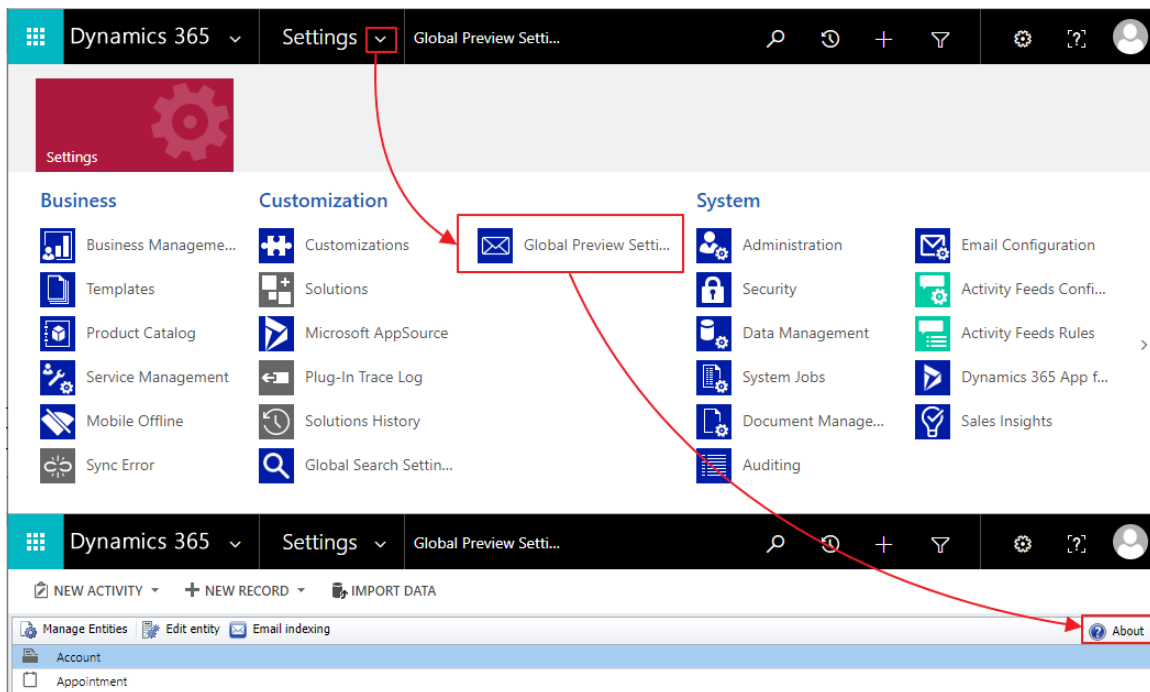 Dynamics 365 Settings Global Preview Setti...
Settings
Business Customization System
Business Manageme... Customizations Global Preview Setti... Administration Email Configuration
Templates Solutions Security Activity Feeds Confi...
Product Catalog Microsoft AppSource Data Management Activity Feeds Rules
Service Management Plug-In Trace Log System Jobs Dynamics 365 App f...
Mobile Offline Solutions History Document Manage... Sales Insights
Sync Error Global Search Settin... Auditing
Dynamics 365 Settings Global Preview Setti...
NEW ACTIVITY NEW RECORD IMPORT DATA
Manage Entities Edit entity Email indexing About
Account
Appointment